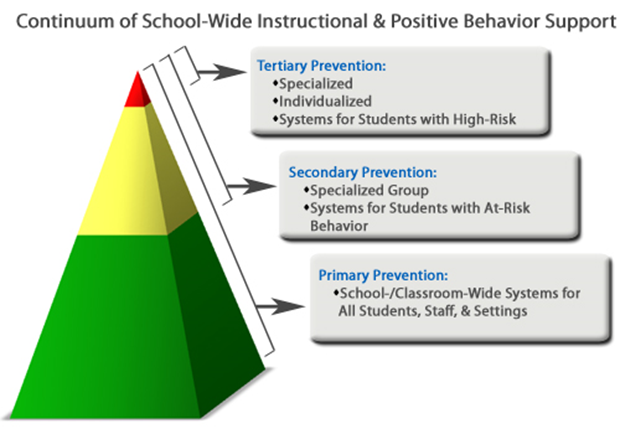 Continuum of School-Wide Instructional & Positive Behavior Support
Tertiary Prevention:
♦Specialized
♦Individualized
♦Systems for Students with High-Risk
Secondary Prevention:
♦Specialized Group
♦Systems for Students with At-Risk
Behavior
Primary Prevention:
♦School-/Classroom-Wide Systems for
All Students, Staff, & Settings